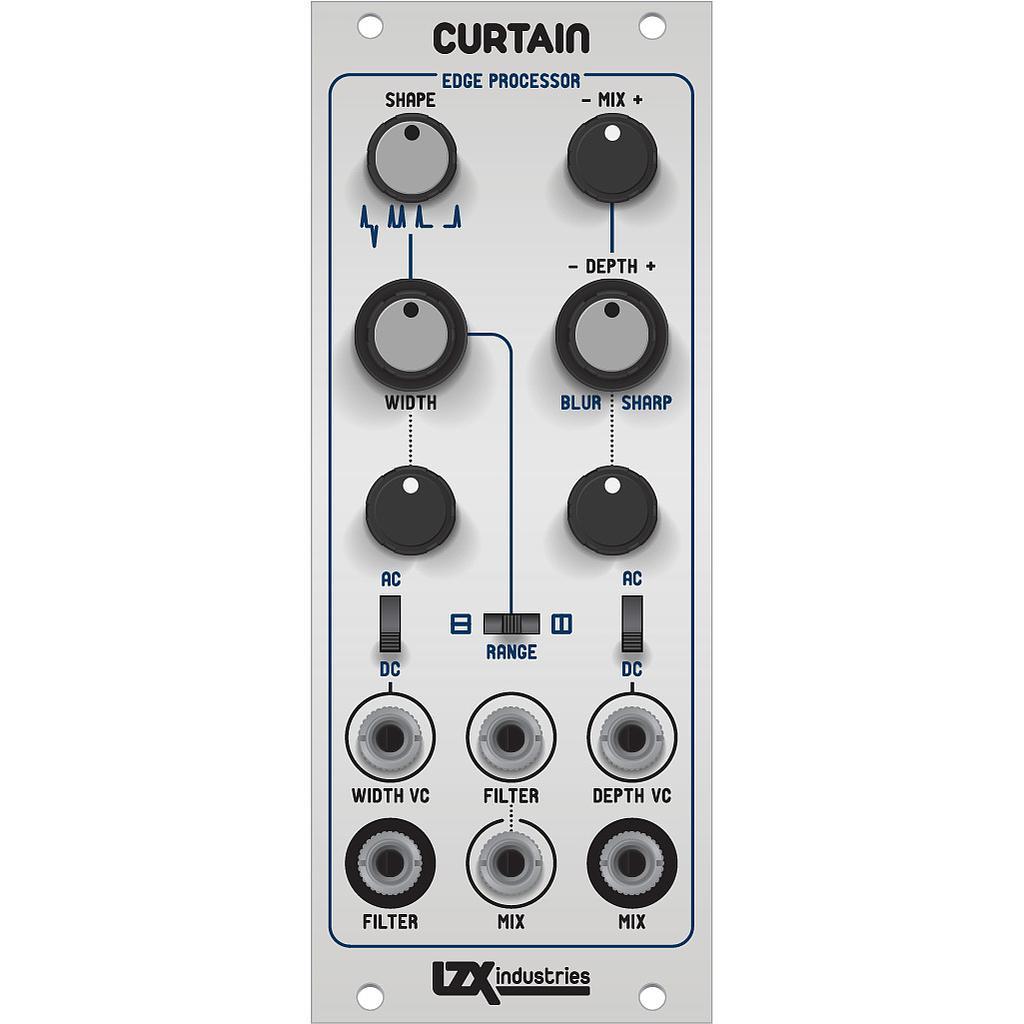 CURTAIN
EDGE PROCESSOR
SHAPE
- MIX +
- DEPTH +
WIDTH
BLUR SHARP
AC
AC
RANGE
DC
DC
WIDTH VC
FILTER
DEPTH VC
FILTER
MIX
MIX
LZX industries